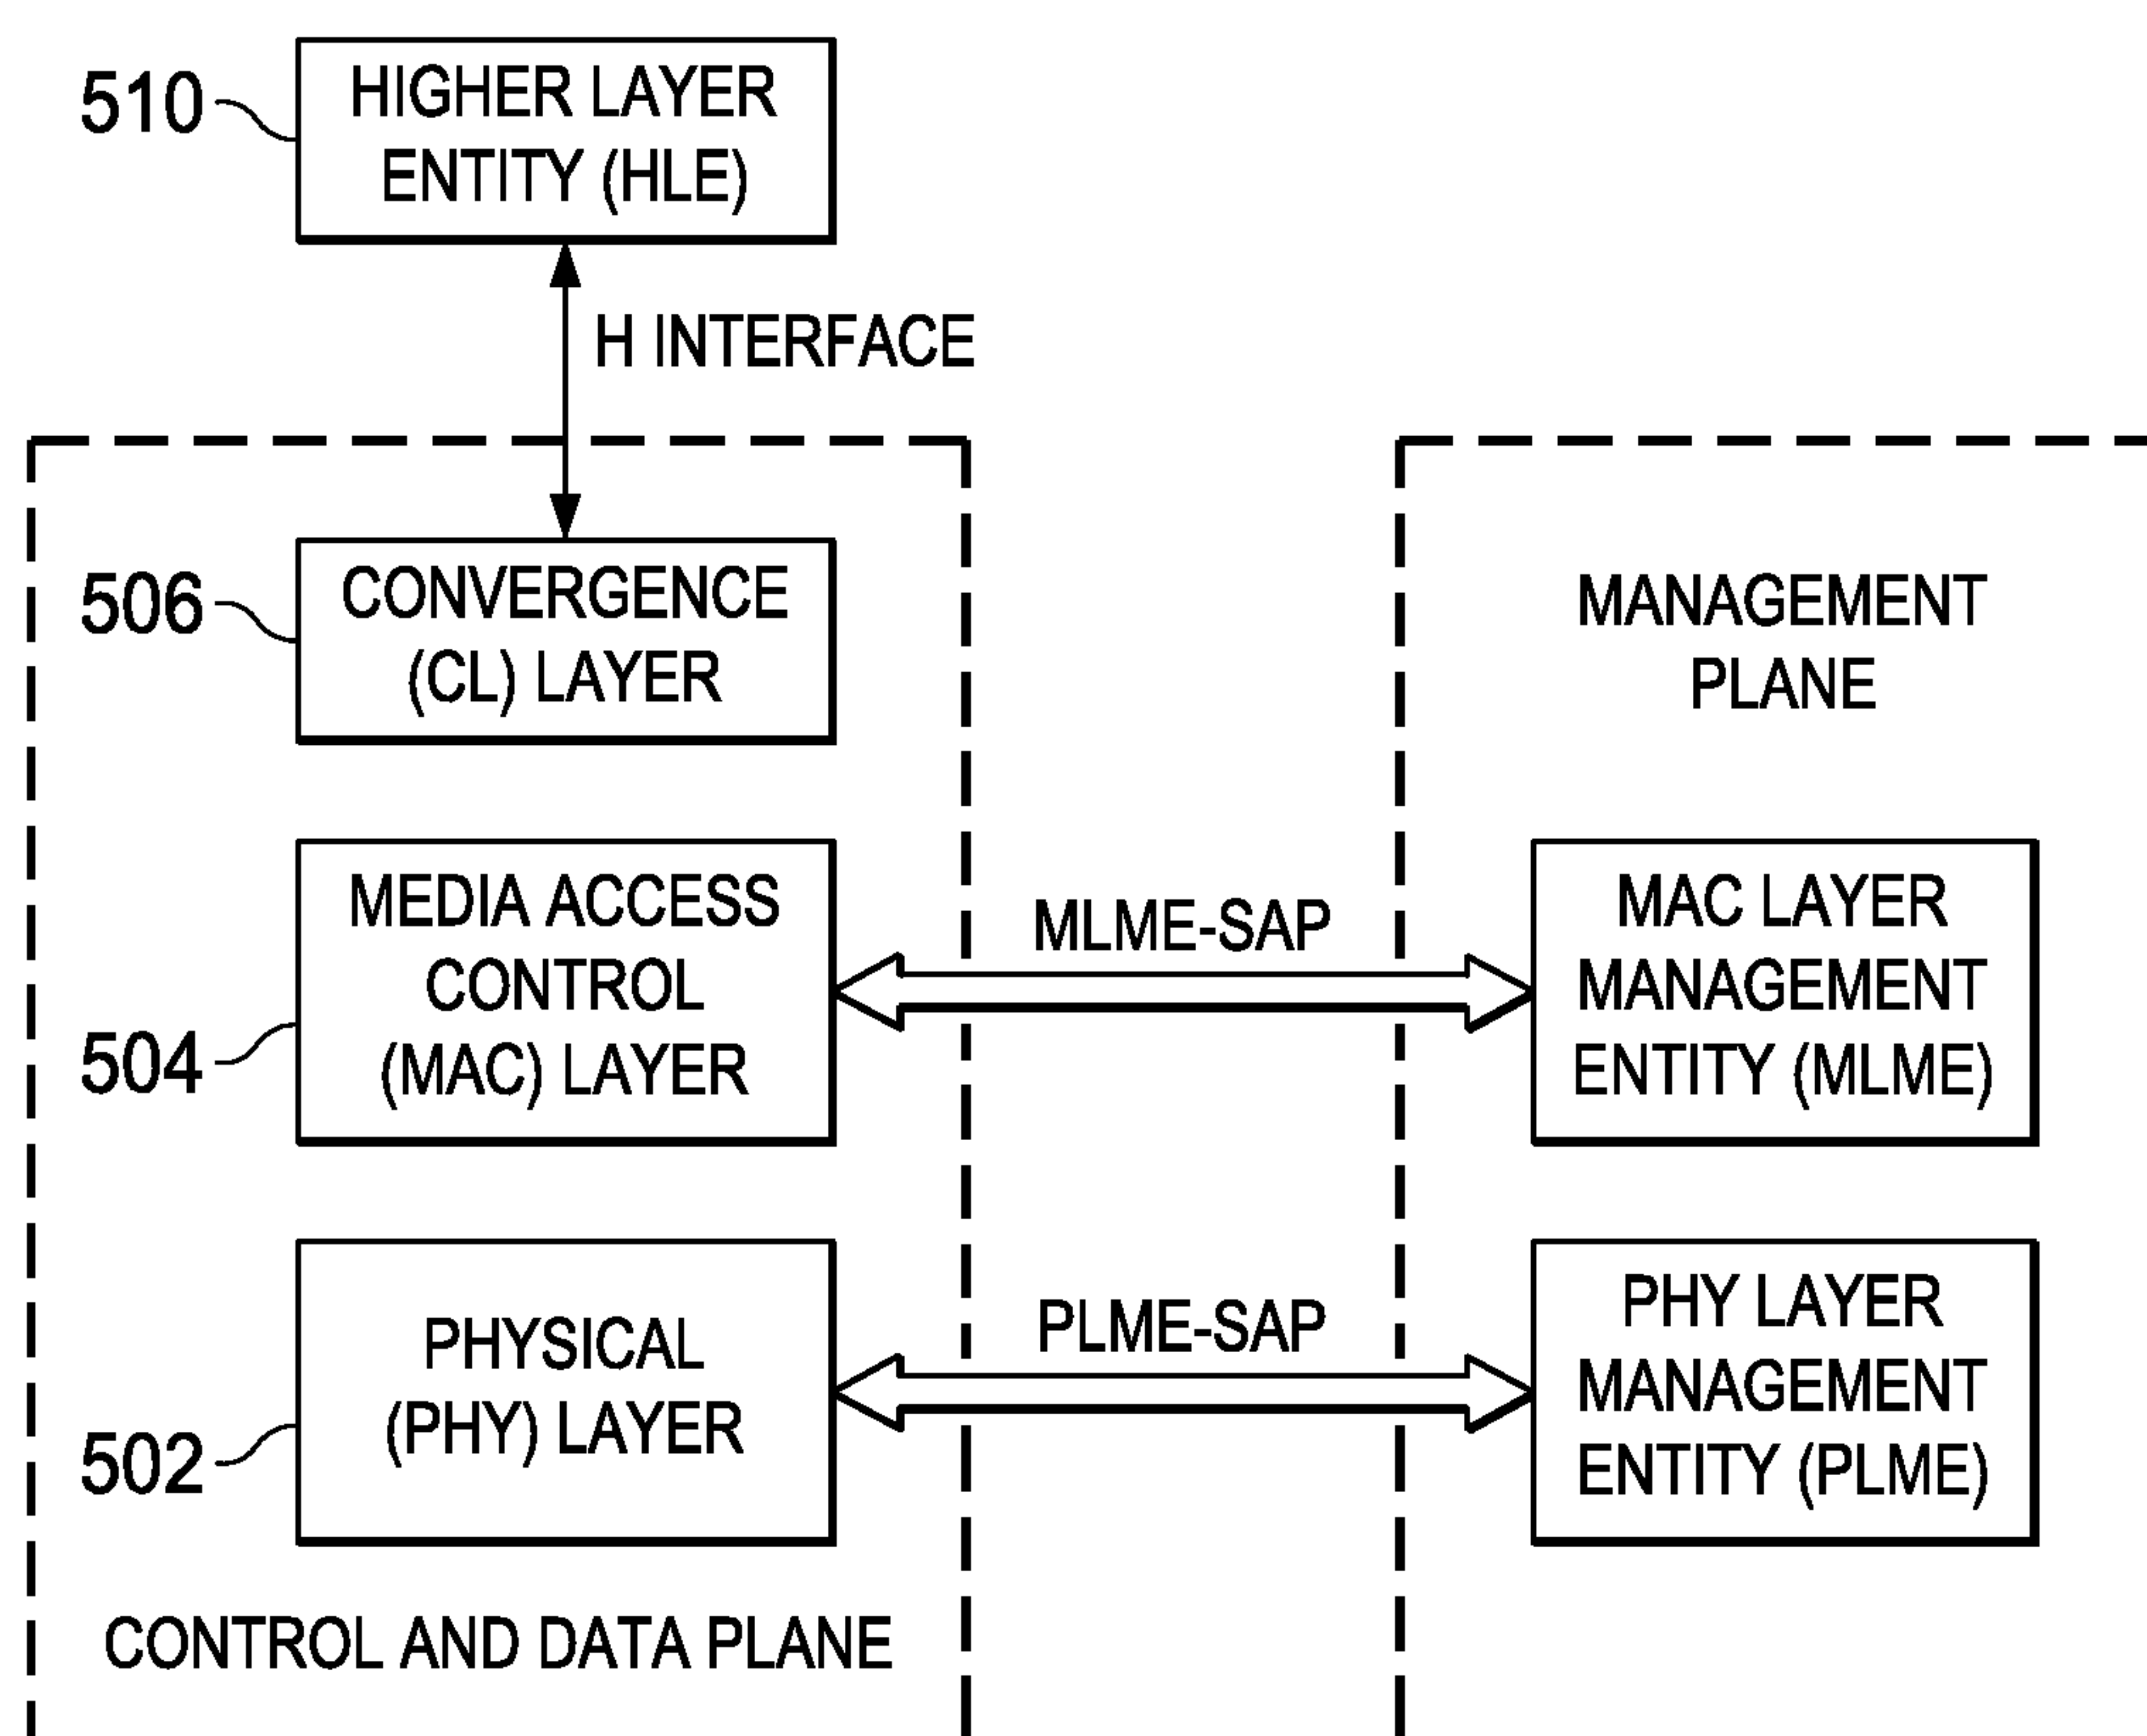 510
HIGHER LAYER
ENTITY (HLE)
H INTERFACE
506
CONVERGENCE
(CL) LAYER
MANAGEMENT
PLANE
504
MEDIA ACCESS
CONTROL
(MAC) LAYER
MLME-SAP
MAC LAYER
MANAGEMENT
ENTITY (MLME)
502
PHYSICAL
(PHY) LAYER
PLME-SAP
PHY LAYER
MANAGEMENT
ENTITY (PLME)
CONTROL AND DATA PLANE